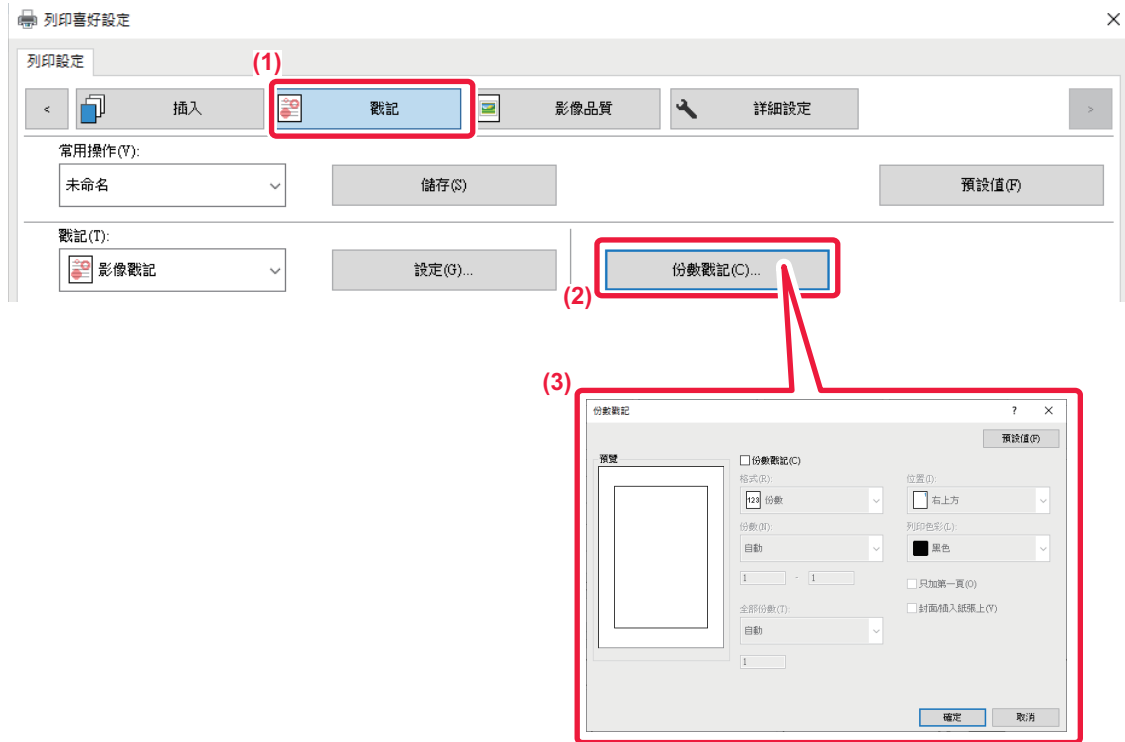 列印喜好設定
列印設定
(1)
< 插入 戳記 影像品質 詳細設定 >
常用操作(V):
未命名 儲存(S) 預設值(F)
戳記(T):
影像戳記 設定(G)... 份數戳記(C)...
(2)
(3)
份數戳記 ? ×
預設值(F)
預覽 份數戳記(C)
格式(R): 位置(I):
123 份數 右上方
份數(N): 列印色彩(L):
自動 黑色
1 - 1 只加第一頁(O)
全部份數(T): 封面/插入紙張上(V)
自動
1
確定 取消